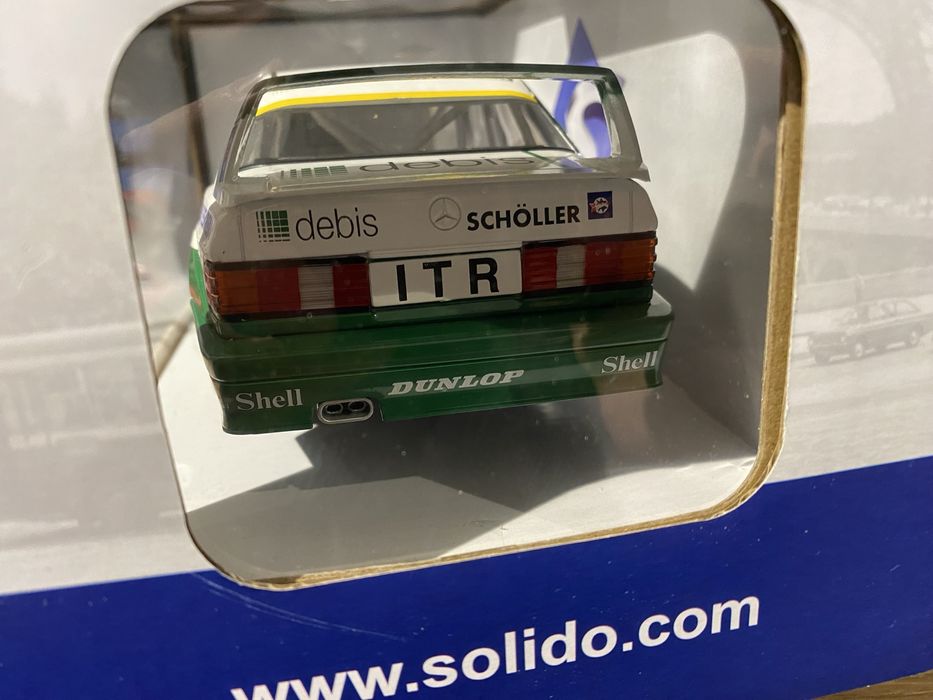 debis
debis
SCHÖLLER
ITR
Shell
DUNLOP
Shell
www.solido.com